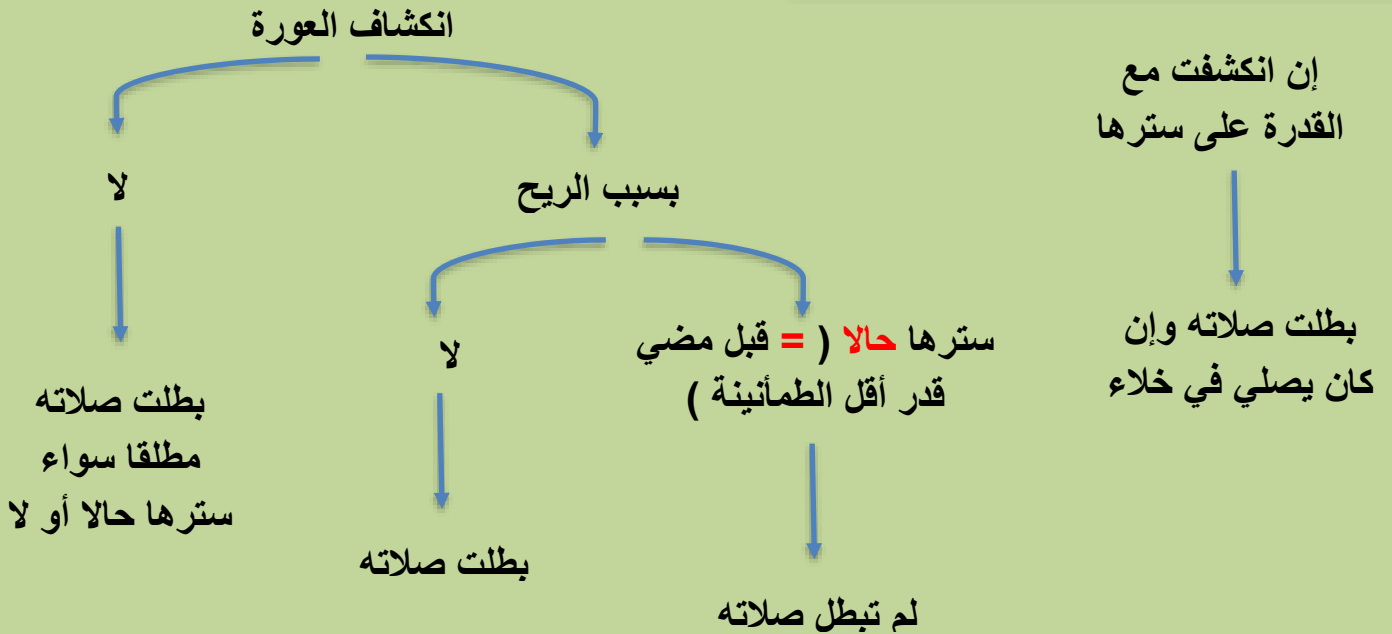 انكشاف العورة
إن انكشفت مع
القدرة على سترها
بطلت صلاته وإن
كان يصلي في خلاء
بسبب الريح
لا
سترها حالا ( = قبل مضي
قدر أقل الطمأنينة )
لم تبطل صلاته
لا
بطلت صلاته
بطلت صلاته
مطلقا سواء
سترها حالا أو لا